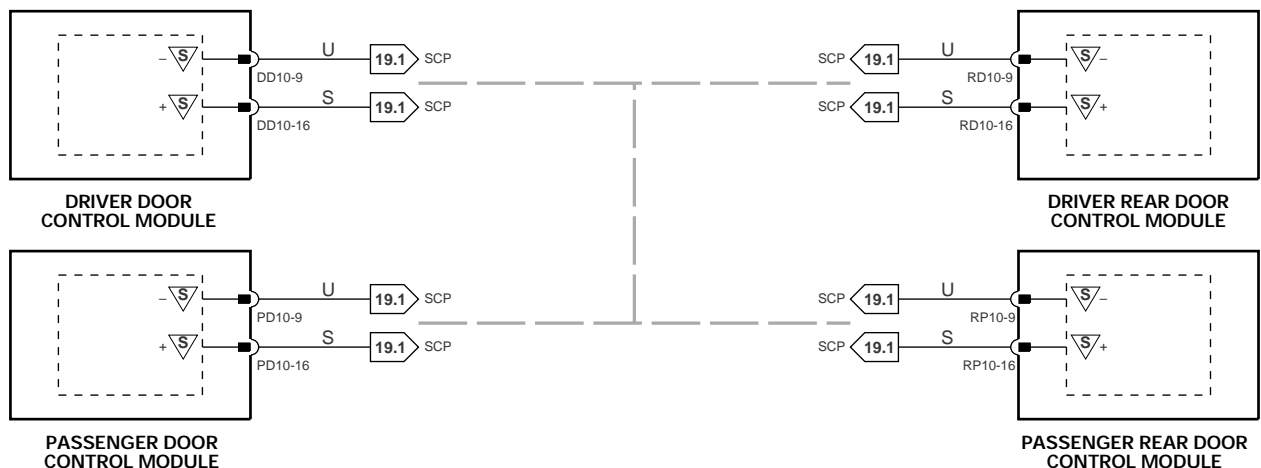 – S U 19.1 SCP
DD10-9
+ S S 19.1 SCP
DD10-16
DRIVER DOOR
CONTROL MODULE
SCP 19.1 U S –
RD10-9
SCP 19.1 S S +
RD10-16
DRIVER REAR DOOR
CONTROL MODULE
– S U 19.1 SCP
PD10-9
+ S S 19.1 SCP
PD10-16
PASSENGER DOOR
CONTROL MODULE
SCP 19.1 U S –
RP10-9
SCP 19.1 S S +
RP10-16
PASSENGER REAR DOOR
CONTROL MODULE